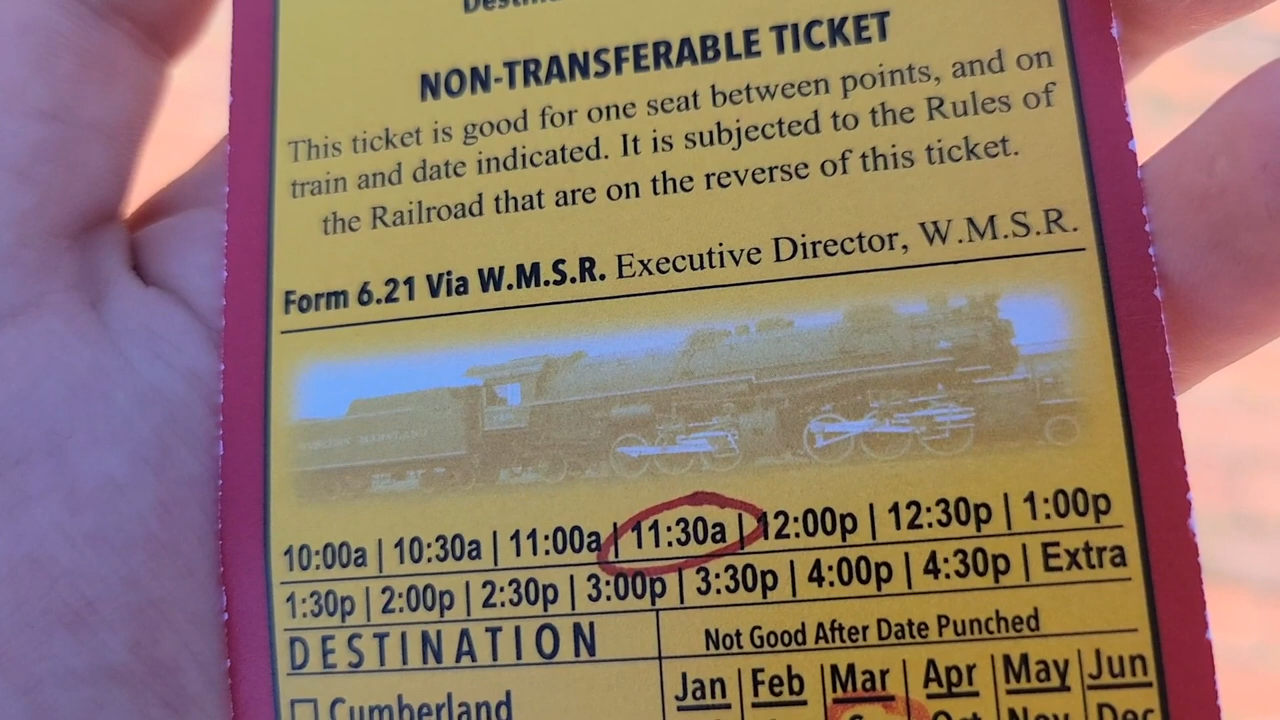 NON-TRANSFERABLE TICKET
This ticket is good for one seat between points, and on
train and date indicated. It is subjected to the Rules of
the Railroad that are on the reverse of this ticket.
Form 6.21 Via W.M.S.R. Executive Director, W.M.S.R.
10:00a | 10:30a | 11:00a | 11:30a | 12:00p | 12:30p | 1:00p
1:30p | 2:00p | 2:30p | 3:00p | 3:30p | 4:00p | 4:30p | Extra
DESTINATION
Not Good After Date Punched
Jan | Feb | Mar | Apr | May | Jun
Cumberland
Oct | Nov | Dec